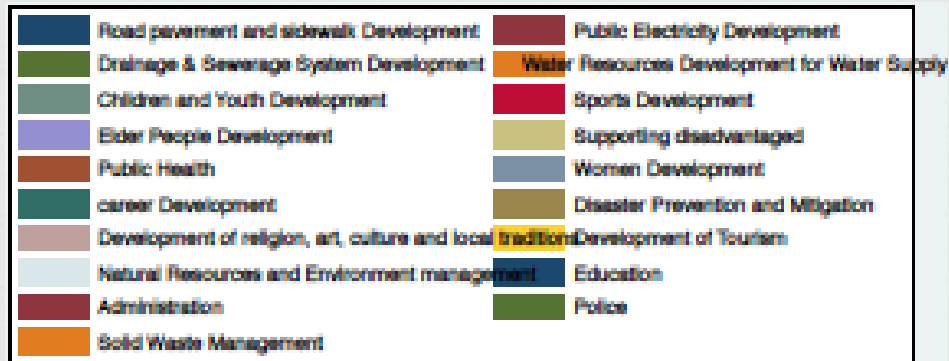 Road pavement and sidewalk Development
Public Electricity Development
Drainage & Sewerage System Development
Water Resources Development for Water Supply
Children and Youth Development
Sports Development
Elder People Development
Supporting disadvantaged
Public Health
Women Development
career Development
Disaster Prevention and Mitigation
Development of religion, art, culture and local traditions
Development of Tourism
Natural Resources and Environment management
Education
Administration
Police
Solid Waste Management